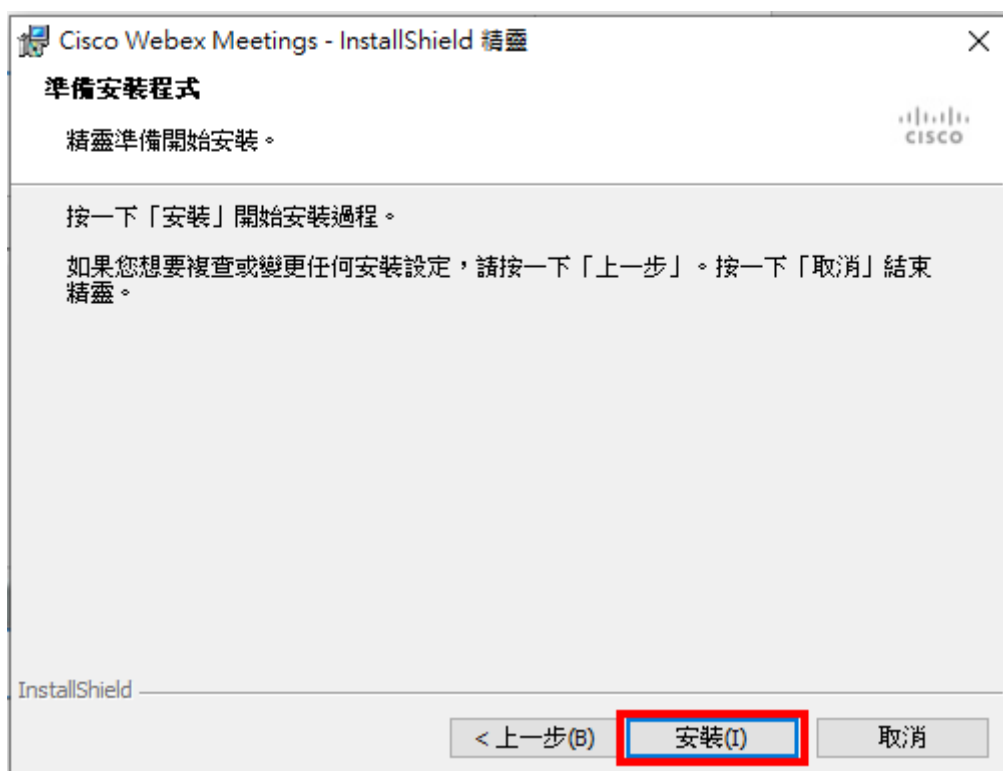 Cisco Webex Meetings - InstallShield 精靈
準備安裝程式
精靈準備開始安裝。
CISCO
按一下「安裝」開始安裝過程。
如果您想要複查或變更任何安裝設定，請按一下「上一步」。按一下「取消」結束
精靈。
InstallShield
< 上一步(B)
安裝(I)
取消